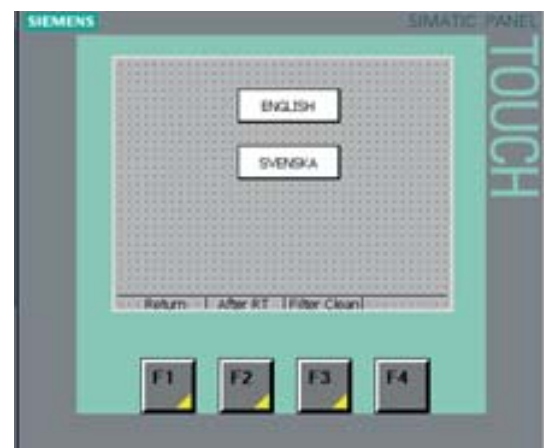 SIEMENS
SIMATIC PANEL
TOUCH
ENGLISH
SVENSKA
Return After RT Filter Clean
F1 F2 F3 F4